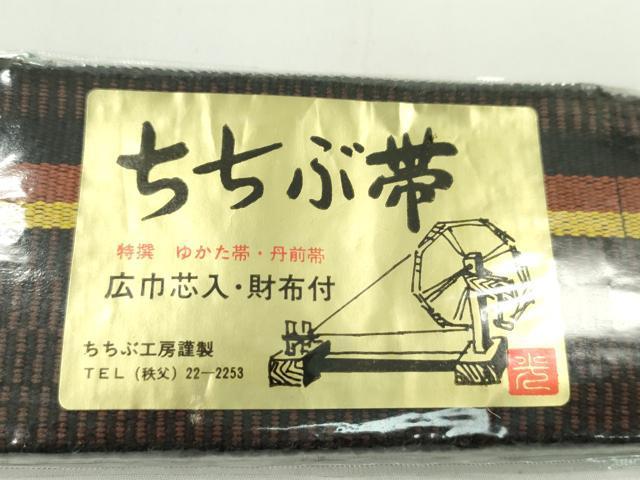 ちちぶ帯
特撰 ゆかた帯・丹前帯
広巾芯入・財布付
ちちぶ工房謹製
TEL(秩父)22―2253